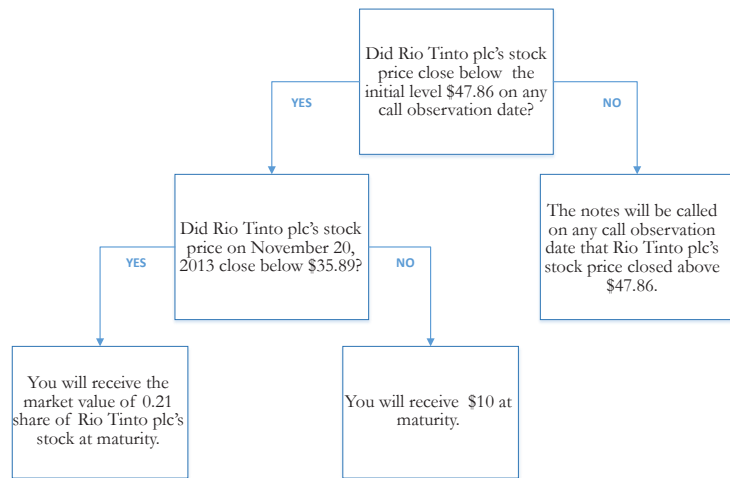 Did Rio Tinto plc's stock
price close below the
initial level $47.86 on any
call observation date?
YES
NO
Did Rio Tinto plc's stock
price on November 20,
2013 close below $35.89?
The notes will be called
on any call observation
date that Rio Tinto plc's
stock price closed above
$47.86.
YES
NO
You will receive the
market value of 0.21
share of Rio Tinto plc's
stock at maturity.
You will receive $10 at
maturity.